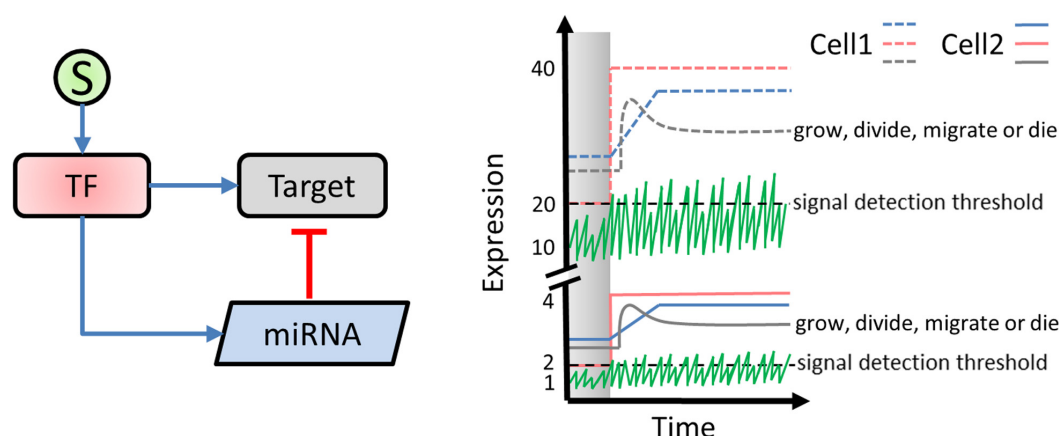 S
TF
Target
miRNA
Cell1
Cell2
Expression
40
grow, divide, migrate or die
20
signal detection threshold
10
4
grow, divide, migrate or die
2
signal detection threshold
1
Time